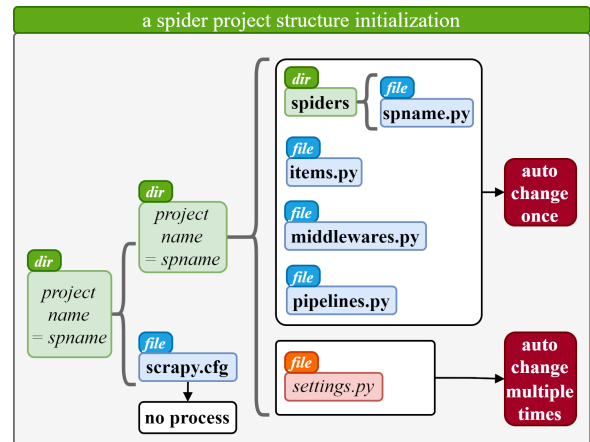 a spider project structure initialization
dir
project
name
= spname
dir
project
name
= spname
file
scrapy.cfg
no process
dir
spiders
file
spname.py
file
items.py
file
middlewares.py
file
pipelines.py
auto
change
once
file
settings.py
auto
change
multiple
times